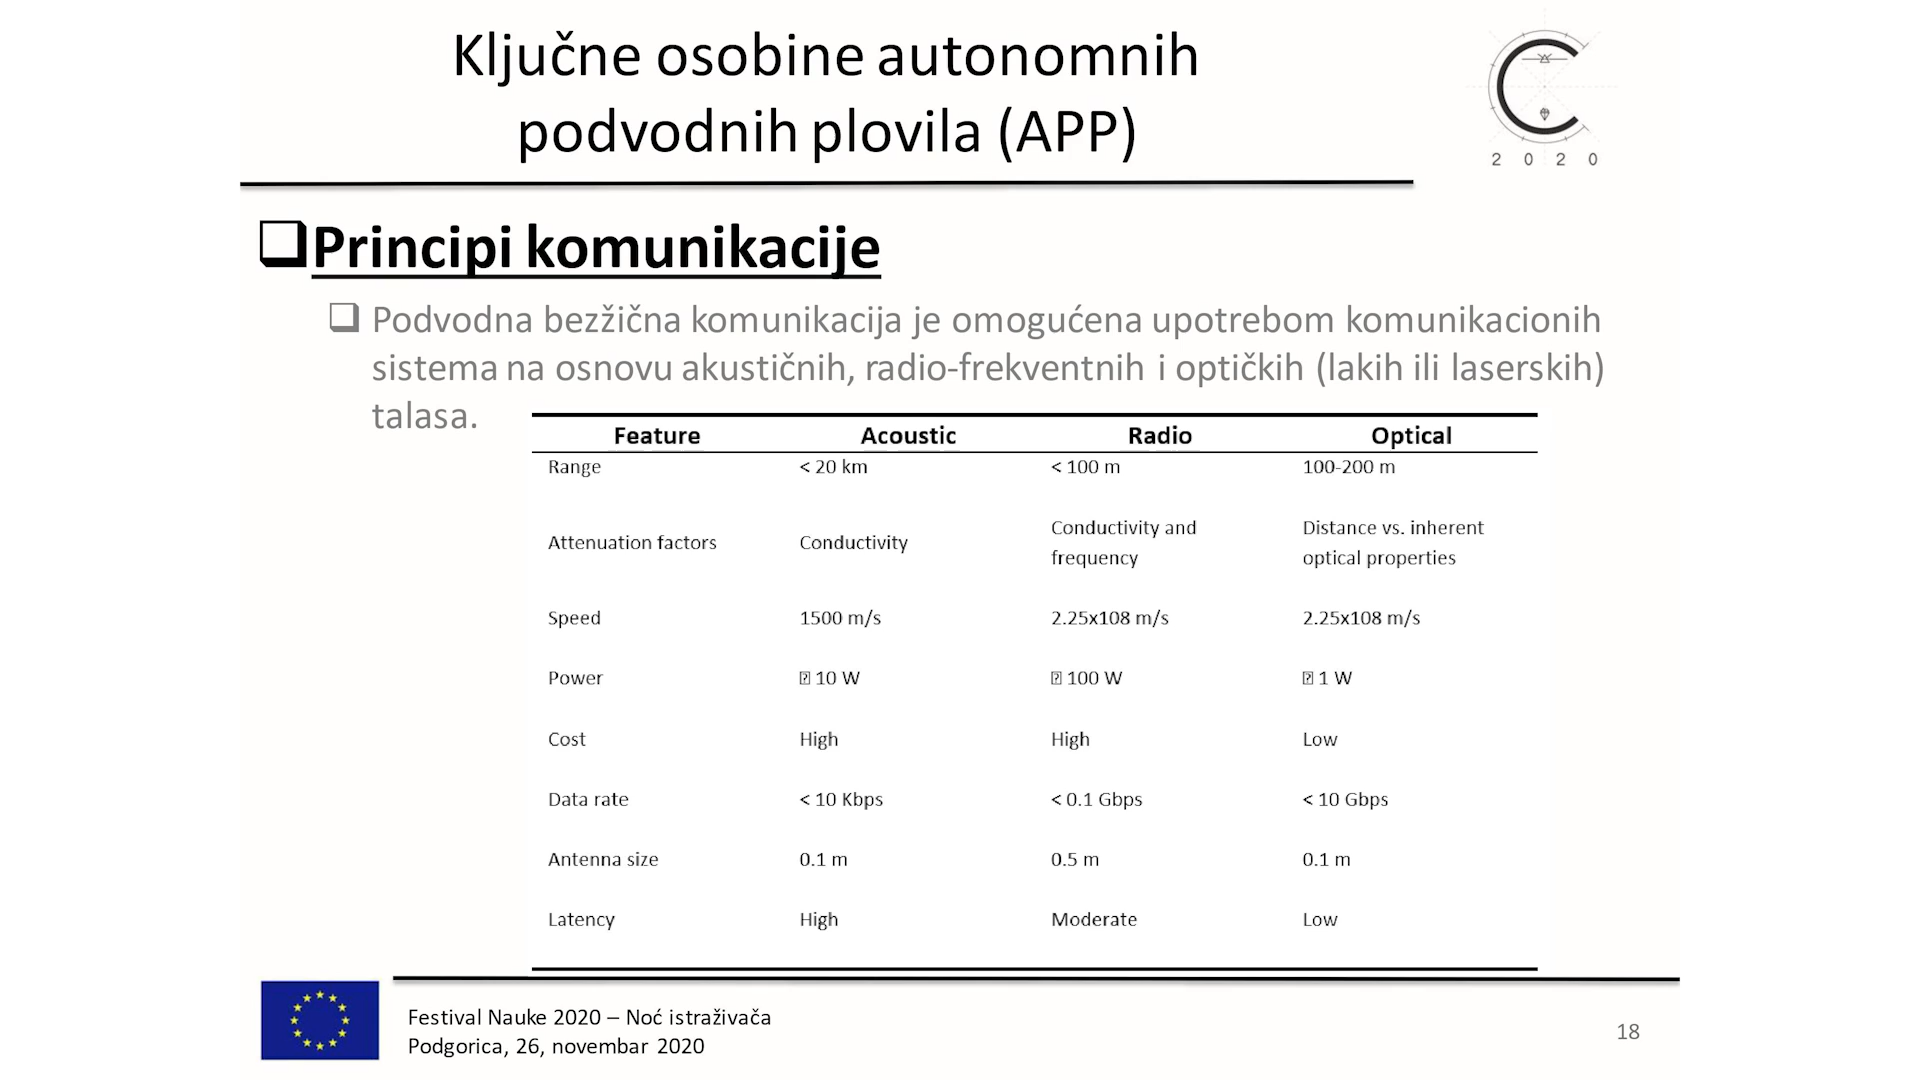 Ključne osobine autonomnih
podvodnih plovila (APP)
2 0 2 0
Principi komunikacije
Podvodna bezžična komunikacija je omogućena upotrebom komunikacionih
sistema na osnovu akustičnih, radio-frekventnih i optičkih (lakih ili laserskih)
talasa.
Feature Acoustic Radio Optical
Range < 20 km < 100 m 100-200 m
Attenuation factors Conductivity Conductivity and frequency Distance vs. inherent optical properties
Speed 1500 m/s 2.25x108 m/s 2.25x108 m/s
Power 10 W 100 W 1 W
Cost High High Low
Data rate < 10 Kbps < 0.1 Gbps < 10 Gbps
Antenna size 0.1 m 0.5 m 0.1 m
Latency High Moderate Low
Festival Nauke 2020 – Noć istraživača
Podgorica, 26, novembar 2020
18